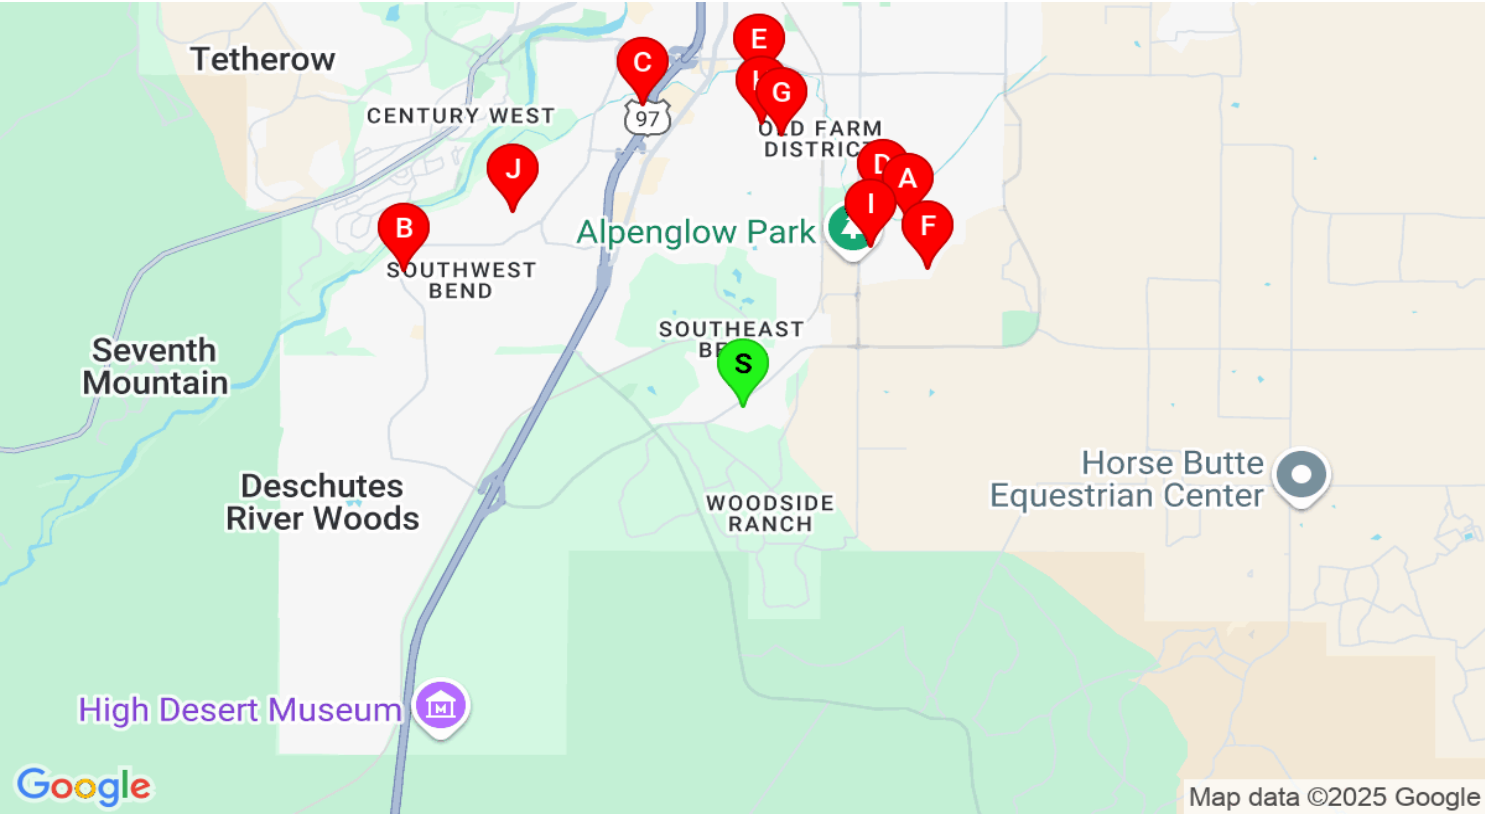 E
Tetherow
C
H
G
CENTURY WEST
97
OLD FARM
DISTRICT
J
D
A
I
F
B
Alpenglow Park
SOUTHWEST
BEND
SOUTHEAST
BE
S
Seventh
Mountain
Horse Butte
Equestrian Center
Deschutes
River Woods
WOODSIDE
RANCH
High Desert Museum
M
Google
Map data ©2025 Google